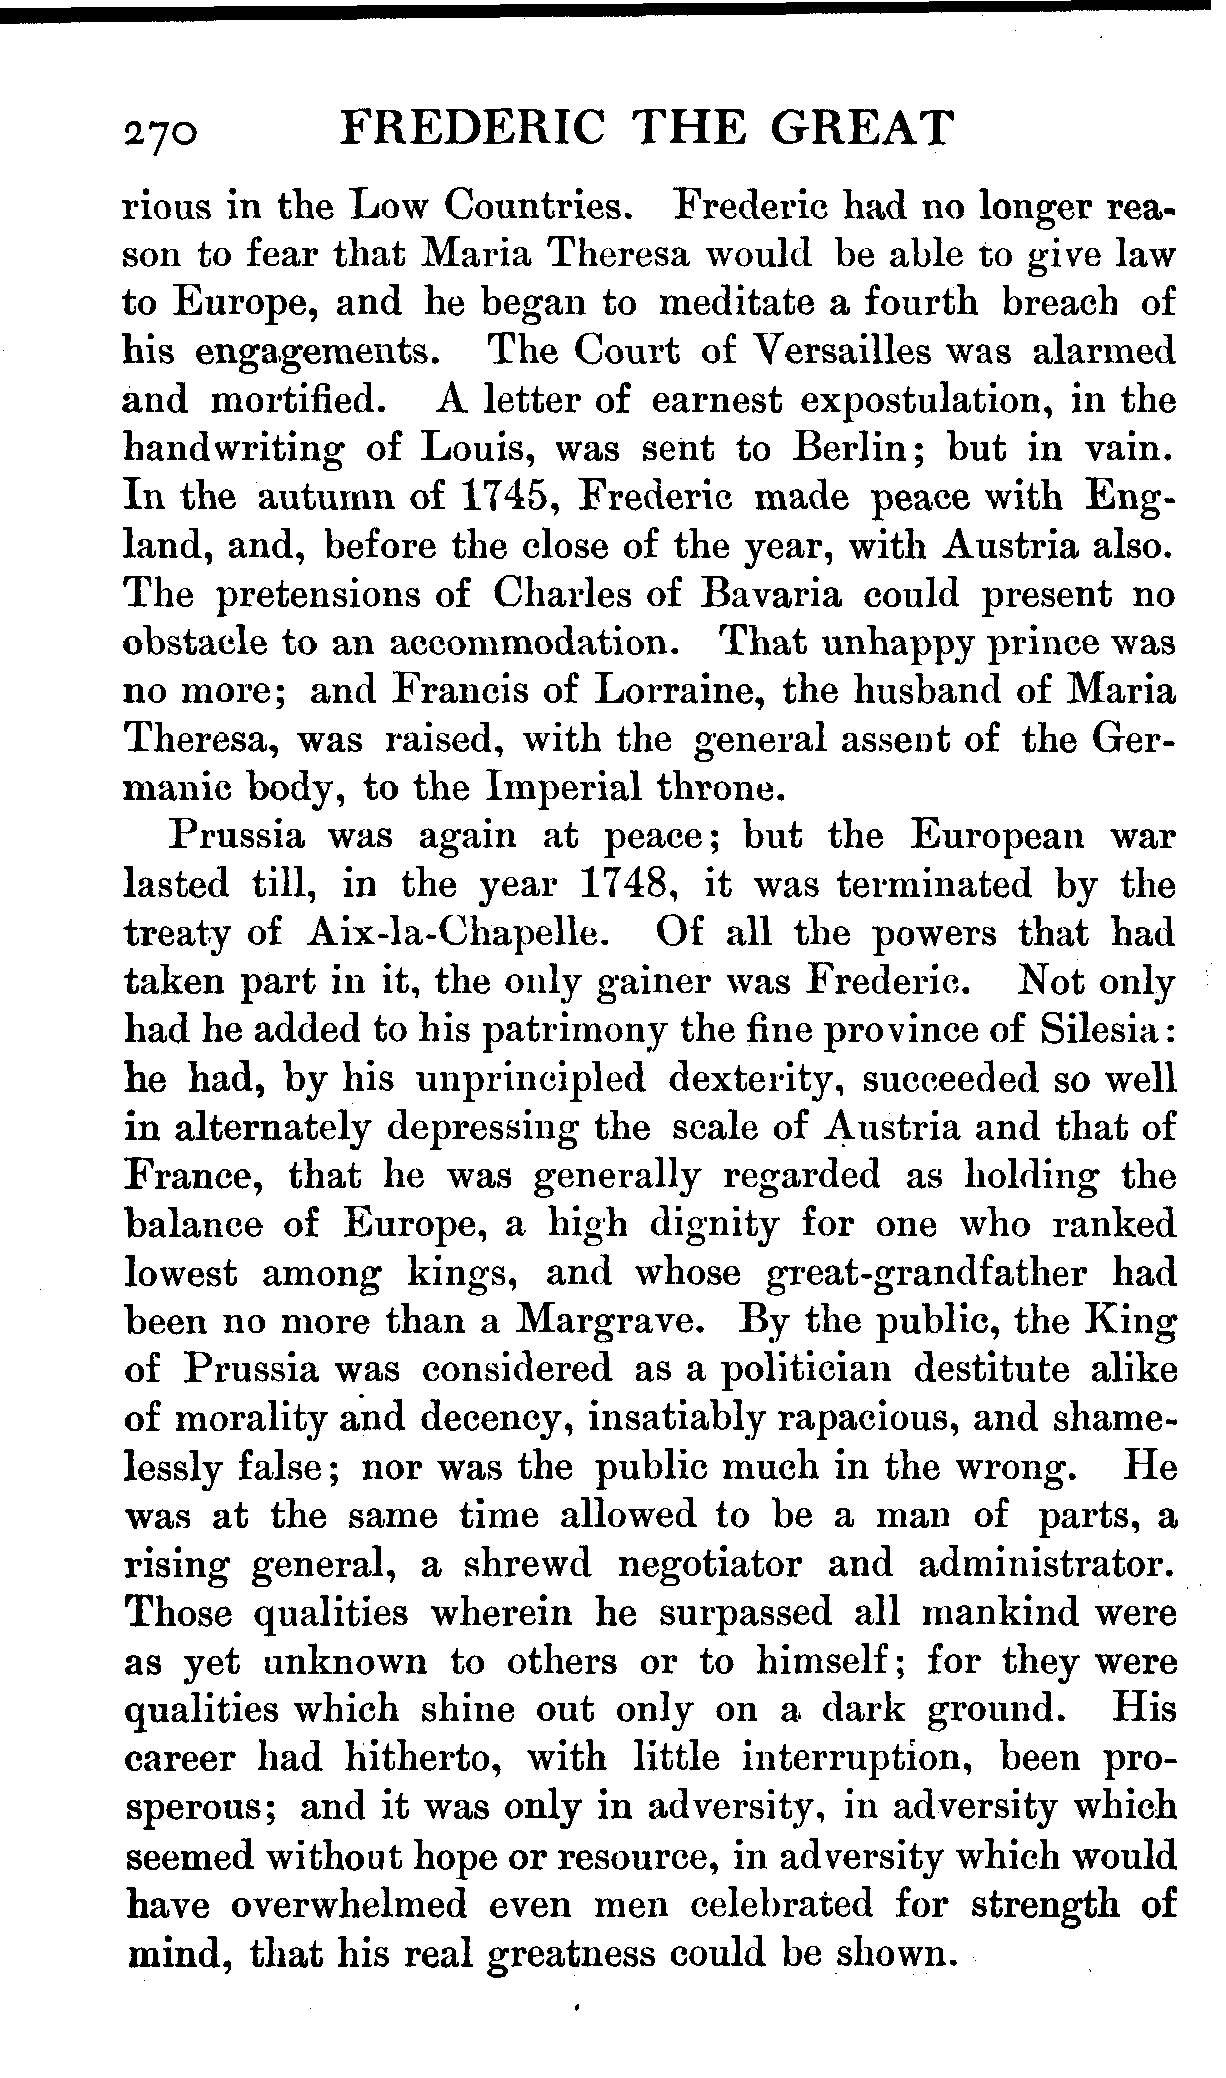 270 FREDERIC THE GREAT
rious in the Low Countries. Frederic had no longer rea-
son to fear that Maria Theresa would be able to give law
to Europe, and he began to meditate a fourth breach of
his engagements. The Court of Versailles was alarmed
and mortified. A letter of earnest expostulation, in the
handwriting of Louis, was sent to Berlin; but in vain.
In the autumn of 1745, Frederic made peace with Eng-
land, and, before the close of the year, with Austria also.
The pretensions of Charles of Bavaria could present no
obstacle to an accommodation. That unhappy prince was
no more; and Francis of Lorraine, the husband of Maria
Theresa, was raised, with the general assent of the Ger-
manic body, to the Imperial throne.
Prussia was again at peace; but the European war
lasted till, in the year 1748, it was terminated by the
treaty of Aix-la-Chapelle. Of all the powers that had
taken part in it, the only gainer was Frederic. Not only
had he added to his patrimony the fine province of Silesia:
he had, by his unprincipled dexterity, succeeded so well
in alternately depressing the scale of Austria and that of
France, that he was generally regarded as holding the
balance of Europe, a high dignity for one who ranked
lowest among kings, and whose great-grandfather had
been no more than a Margrave. By the public, the King
of Prussia was considered as a politician destitute alike
of morality and decency, insatiably rapacious, and shame-
lessly false; nor was the public much in the wrong. He
was at the same time allowed to be a man of parts, a
rising general, a shrewd negotiator and administrator.
Those qualities wherein he surpassed all mankind were
as yet unknown to others or to himself; for they were
qualities which shine out only on a dark ground. His
career had hitherto, with little interruption, been pro-
sperous; and it was only in adversity, in adversity which
seemed without hope or resource, in adversity which would
have overwhelmed even men celebrated for strength of
mind, that his real greatness could be shown.